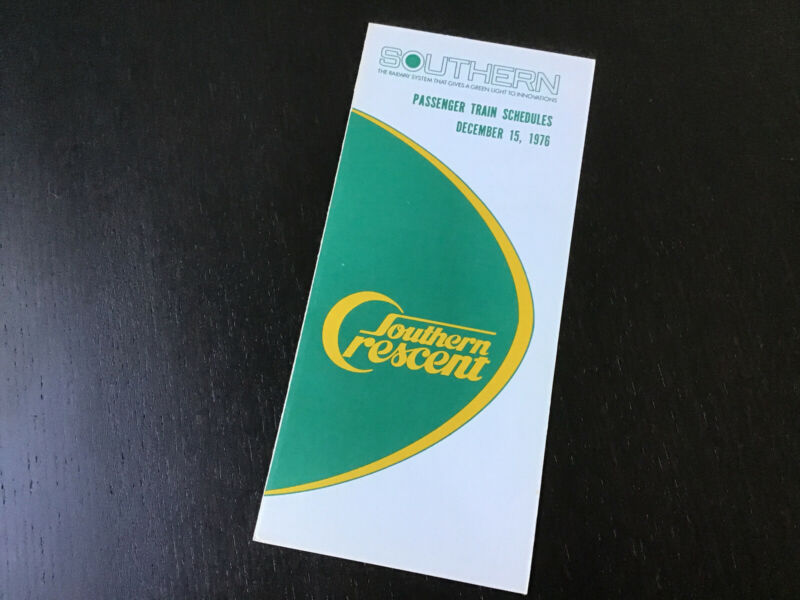 SOUTHERN
THE RAILWAY SYSTEM THAT GIVES A GREEN LIGHT TO INNOVATIONS
PASSENGER TRAIN SCHEDULES
DECEMBER 15, 1976
Southern
Crescent